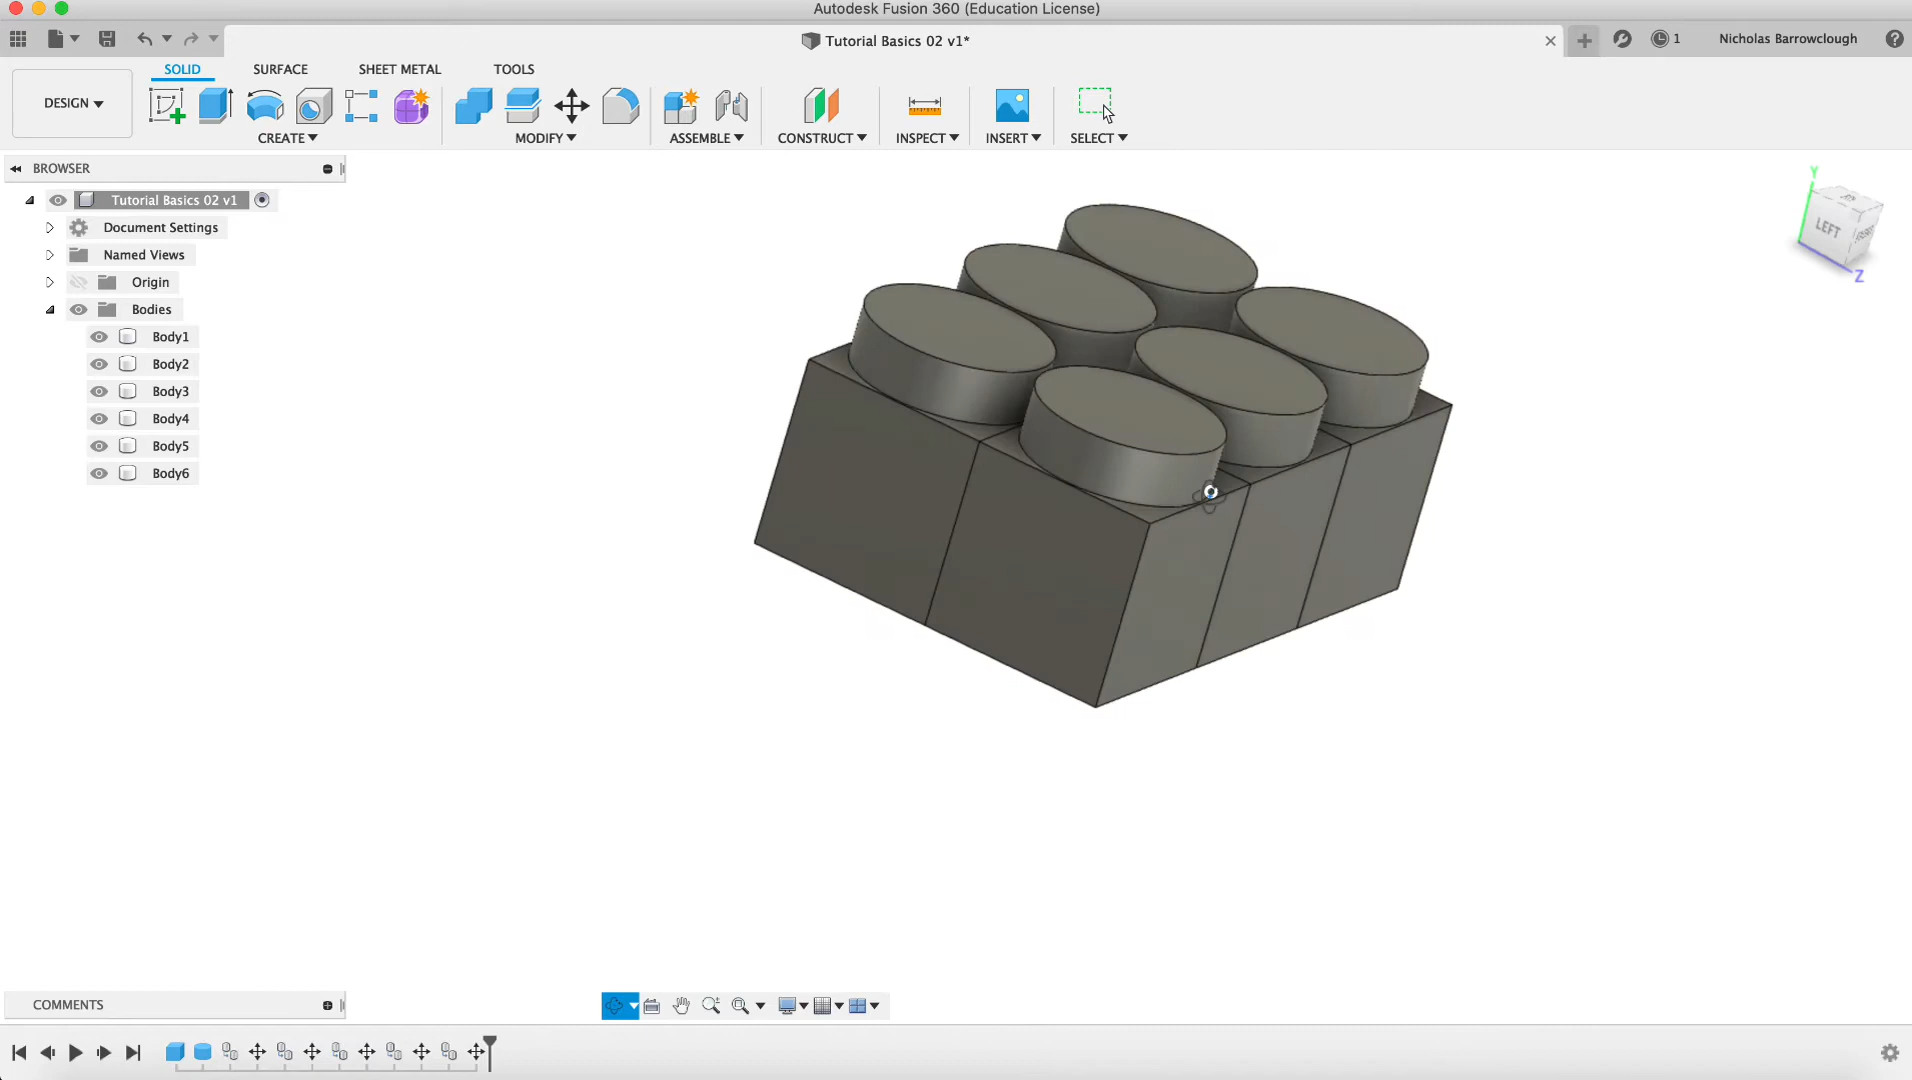 Autodesk Fusion 360 (Education License)
Tutorial Basics 02 v1*
1
Nicholas Barrowclough
SOLID SURFACE SHEET METAL TOOLS
DESIGN
CREATE MODIFY ASSEMBLE CONSTRUCT INSPECT INSERT SELECT
BROWSER
Tutorial Basics 02 v1
Document Settings
Named Views
Origin
Bodies
Body1
Body2
Body3
Body4
Body5
Body6
Y
LEFT
Z
COMMENTS